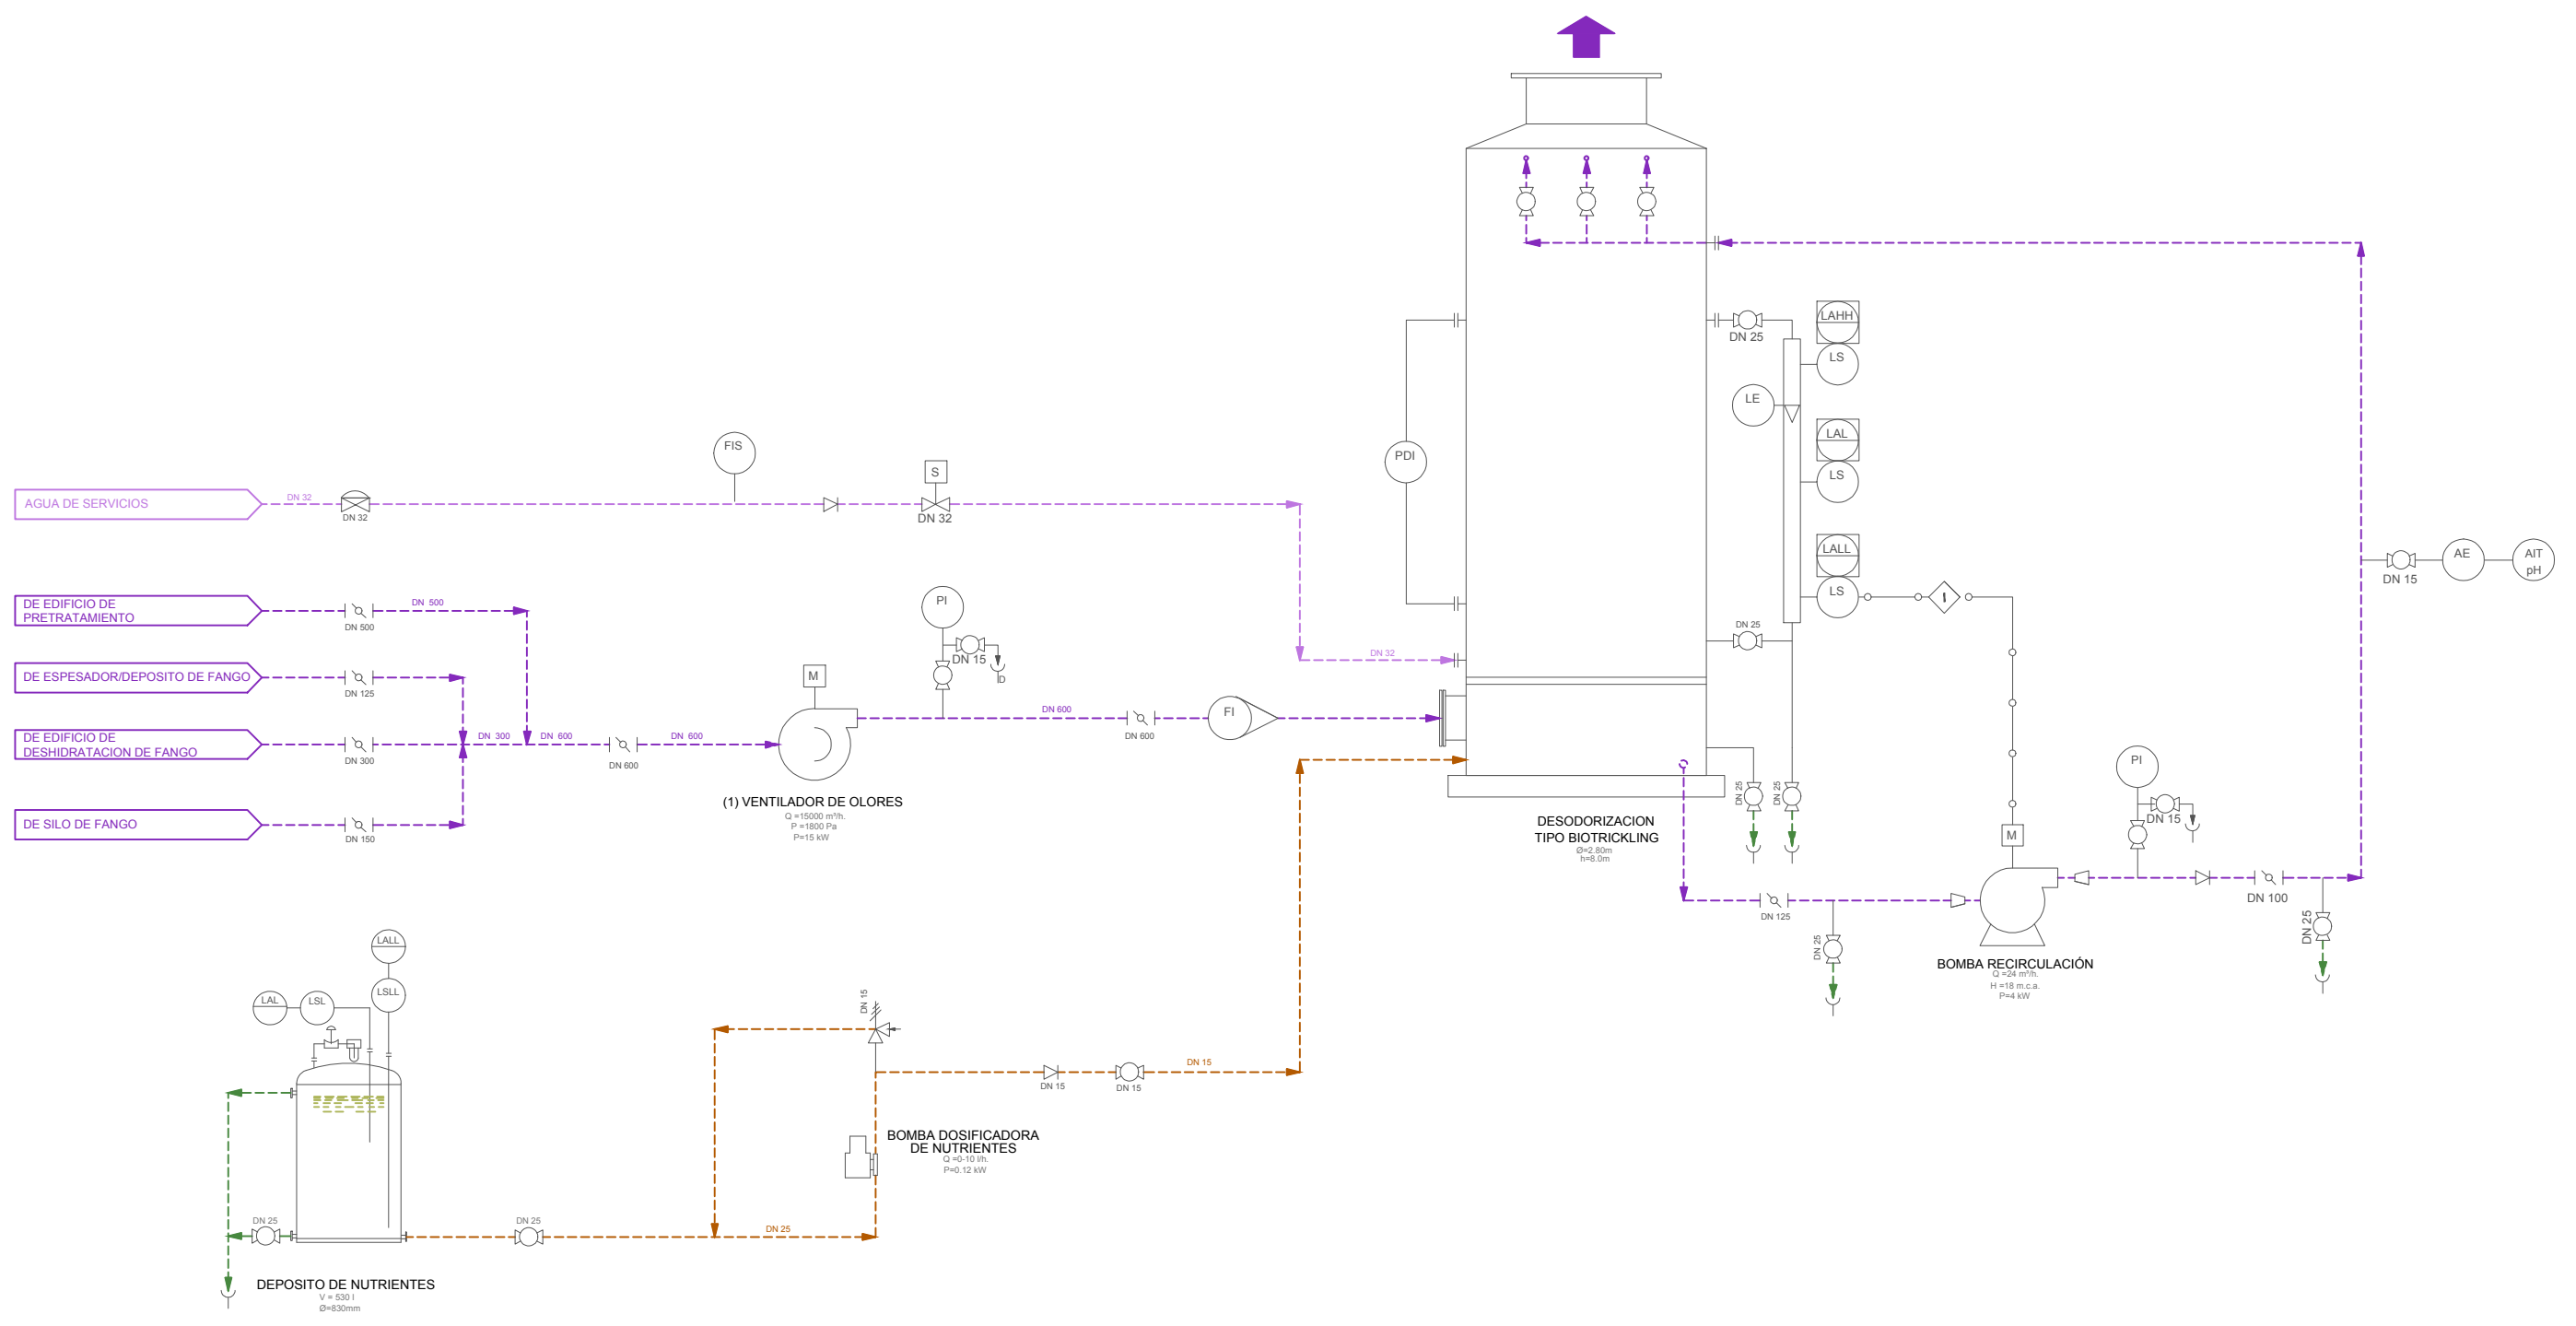 LAHH
DN 25
LS
LE
FIS
LAL
PDI
S
LS
AGUA DE SERVICIOS
DN 32
DN 32
DN 32
LALL
AE
AIT
pH
DN 15
LS
PI
DE EDIFICIO DE
PRETRATAMIENTO
DN 500
DN 500
DN 25
DN 15
D
DN 32
DE ESPESADOR/DEPOSITO DE FANGO
DN 125
M
DN 600
FI
DN 600
DE EDIFICIO DE
DESHIDRATACION DE FANGO
DN 300
DN 300
DN 600
DN 600
DN 600
PI
DN 25
DN 25
(1) VENTILADOR DE OLORES
Q =15000 m³/h.
P =1800 Pa
P=15 kW
DE SILO DE FANGO
DN 150
DESODORIZACION
TIPO BIOTRICKLING
Ø=2.80m
h=8.0m
M
DN 15
DN 125
DN 100
DN 25
DN 25
BOMBA RECIRCULACIÓN
Q =24 m³/h.
H =18 m.c.a.
P=4 kW
LALL
LSLL
LAL
LSL
DN 15
DN 15
DN 15
DN 15
BOMBA DOSIFICADORA
DE NUTRIENTES
Q =0-10 l/h.
P=0.12 kW
DN 25
DN 25
DN 25
DEPOSITO DE NUTRIENTES
V = 530 l
Ø=830mm